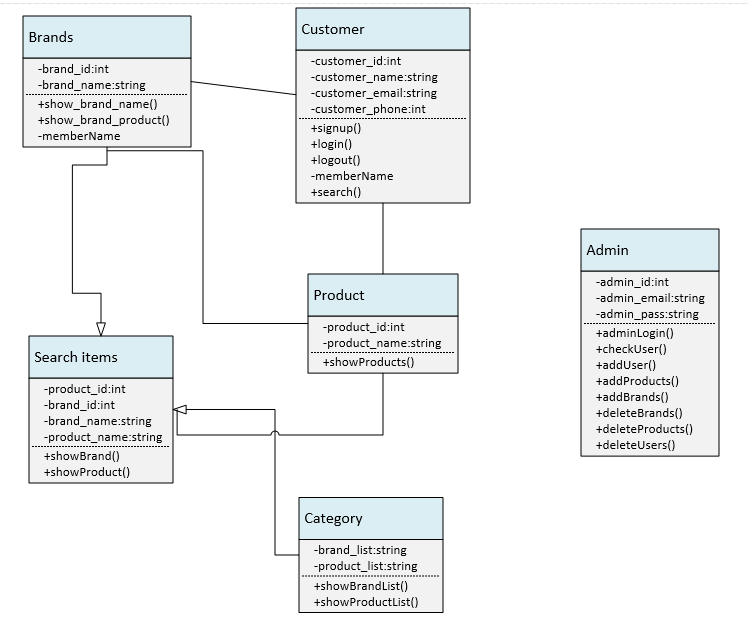 Brands
-brand_id:int
-brand_name:string
+show_brand_name()
+show_brand_product()
-memberName
Customer
-customer_id:int
-customer_name:string
-customer_email:string
-customer_phone:int
+signup()
+login()
+logout()
-memberName
+search()
Admin
-admin_id:int
-admin_email:string
-admin_pass:string
+adminLogin()
+checkUser()
+addUser()
+addProducts()
+addBrands()
+deleteBrands()
+deleteProducts()
+deleteUsers()
Product
-product_id:int
-product_name:string
+showProducts()
Search items
-product_id:int
-brand_id:int
-brand_name:string
-product_name:string
+showBrand()
+showProduct()
Category
-brand_list:string
-product_list:string
+showBrandList()
+showProductList()